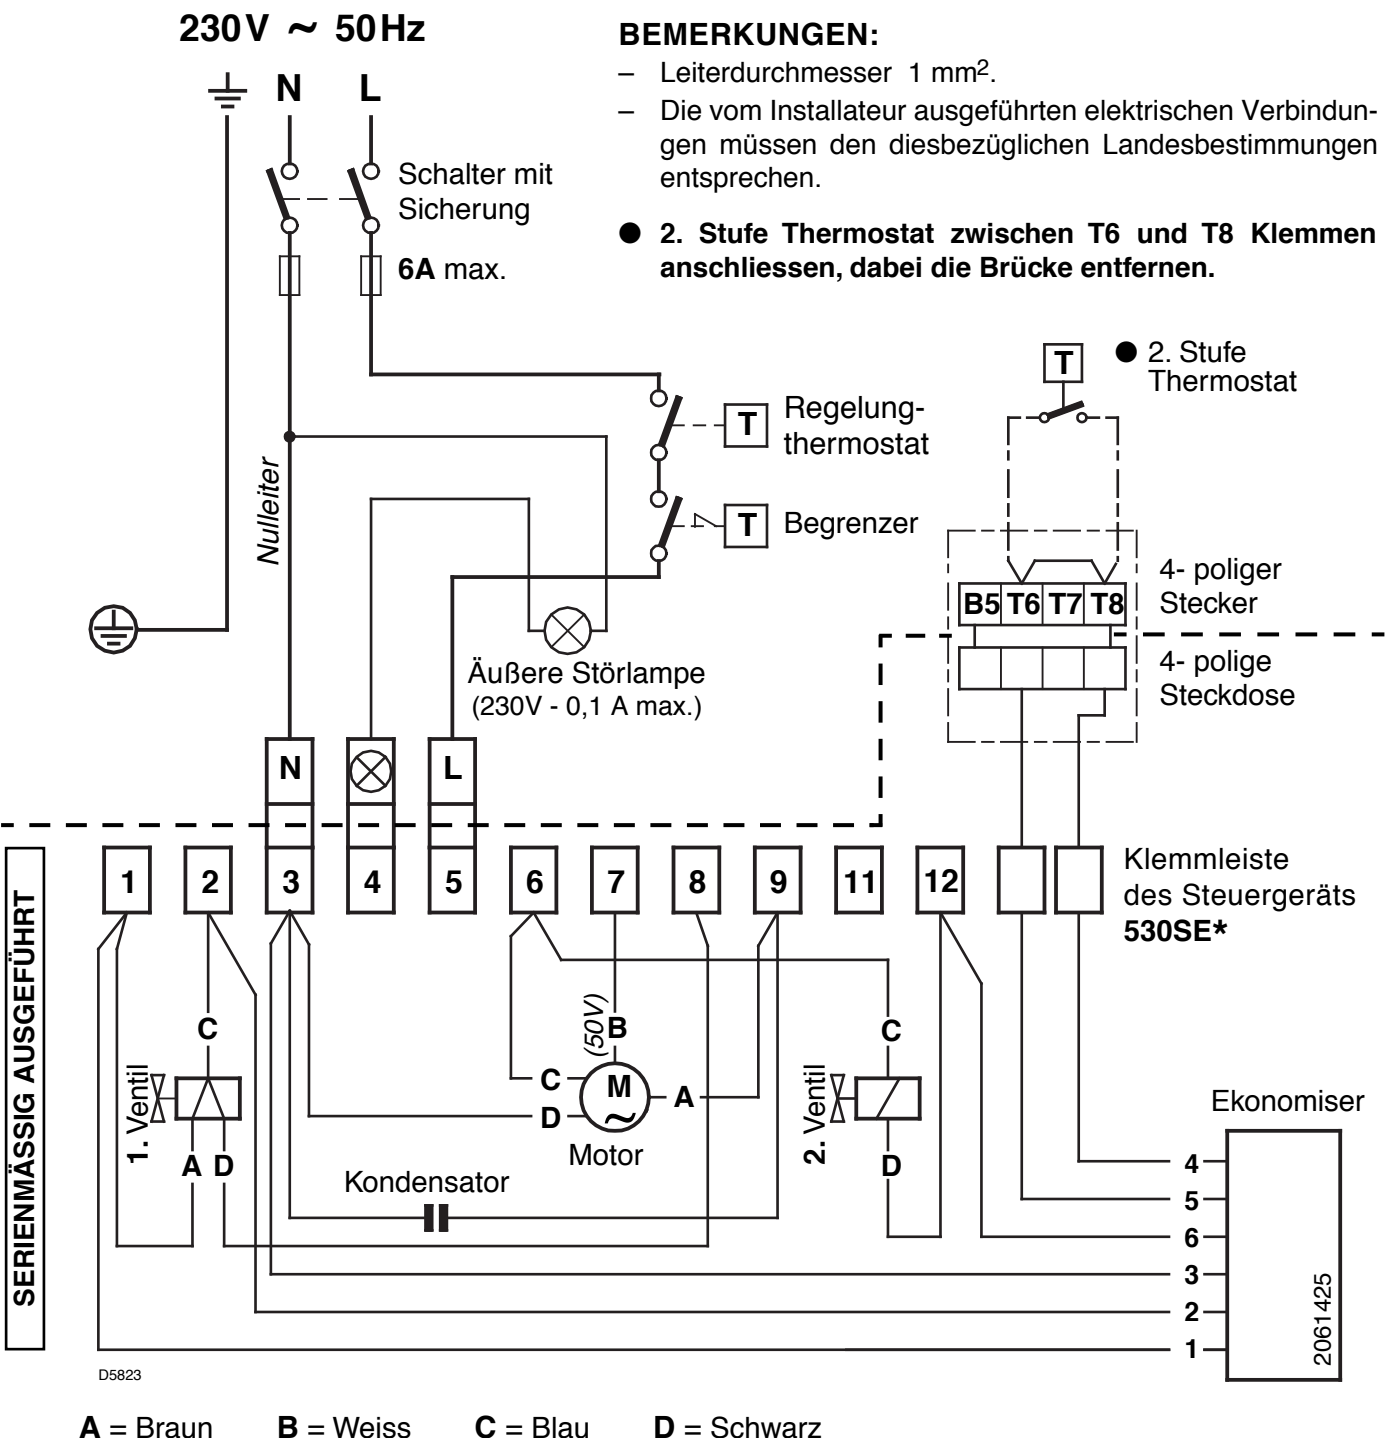 230V ~ 50Hz
N L
Schalter mit
Sicherung
6A max.
BEMERKUNGEN:
– Leiterdurchmesser 1 mm².
– Die vom Installateur ausgeführten elektrischen Verbindun-
gen müssen den diesbezüglichen Landesbestimmungen
entsprechen.
● 2. Stufe Thermostat zwischen T6 und T8 Klemmen
anschliessen, dabei die Brücke entfernen.
T
● 2. Stufe
Thermostat
T
Regelung-
thermostat
Nulleiter
T
Begrenzer
4- poliger
Stecker
B5 T6 T7 T8
4- polige
Steckdose
Äußere Störlampe
(230V - 0,1 A max.)
N L
1 2 3 4 5 6 7 8 9 11 12
Klemmleiste
des Steuergeräts
530SE*
SERIENMÄSSIG AUSGEFÜHRT
C
1. Ventil
A D
(50V)
B
C
D
M
~
A
Motor
Kondensator
C
2. Ventil
D
Ekonomiser
4
5
6
3
2
1
2061425
D5823
A = Braun B = Weiss C = Blau D = Schwarz